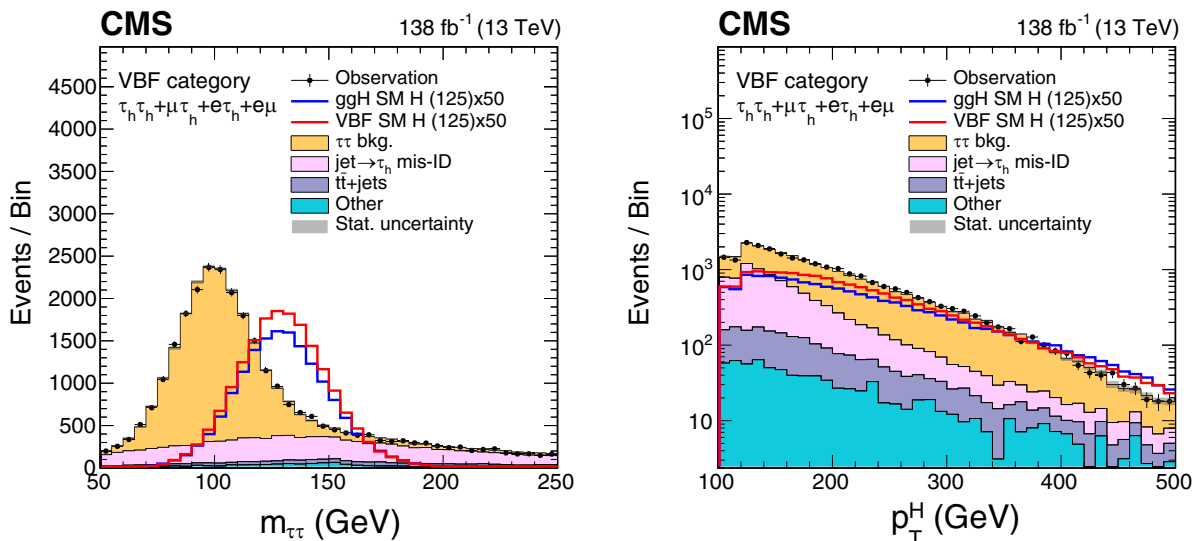 CMS
138 fb⁻¹ (13 TeV)
VBF category
τₕτₕ+μτₕ+eτₕ+eμ
Observation
ggH SM H (125)x50
VBF SM H (125)x50
ττ bkg.
jet→τₕ mis-ID
tt̄+jets
Other
Stat. uncertainty
Events / Bin
4500
4000
3500
3000
2500
2000
1500
1000
500
0
50 100 150 200 250
m_ττ (GeV)
CMS
138 fb⁻¹ (13 TeV)
VBF category
τₕτₕ+μτₕ+eτₕ+eμ
Observation
ggH SM H (125)x50
VBF SM H (125)x50
ττ bkg.
jet→τₕ mis-ID
tt̄+jets
Other
Stat. uncertainty
Events / Bin
10⁵
10⁴
10³
10²
10
100 200 300 400 500
p_T^H (GeV)